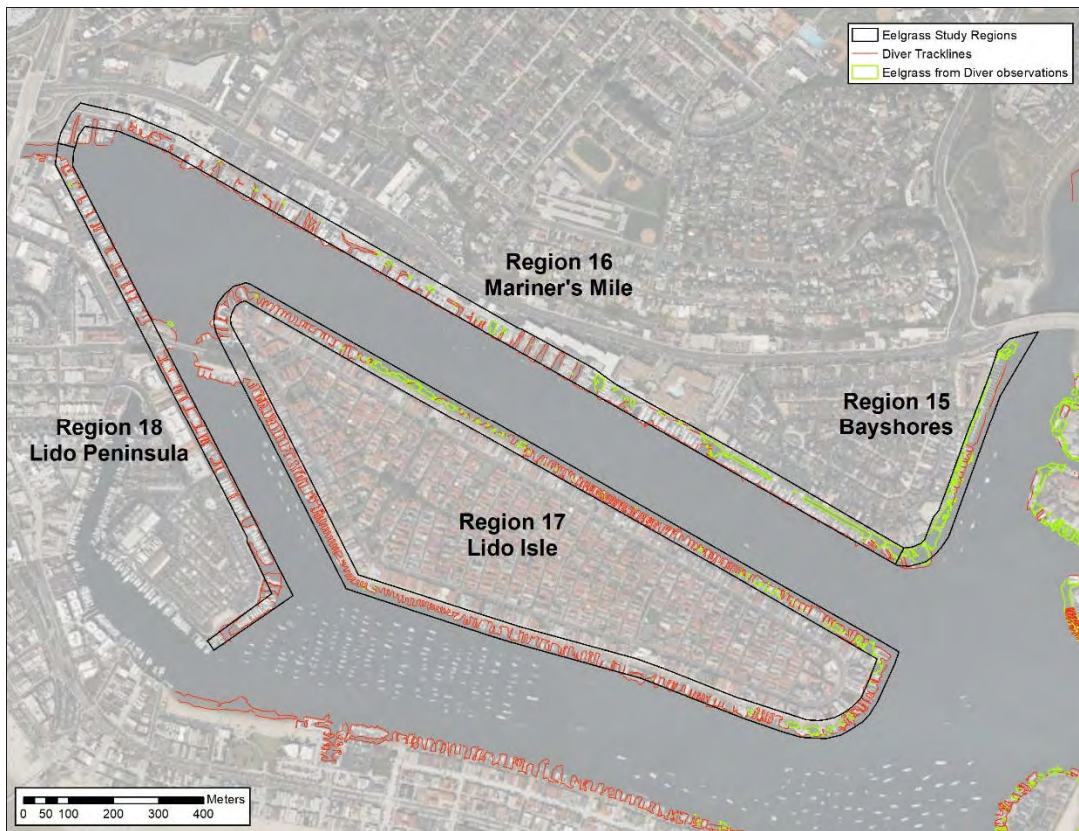 Eelgrass Study Regions
Diver Tracklines
Eelgrass from Diver observations
Region 16
Mariner's Mile
Region 15
Bayshores
Region 18
Lido Peninsula
Region 17
Lido Isle
Meters
0 50 100 200 300 400